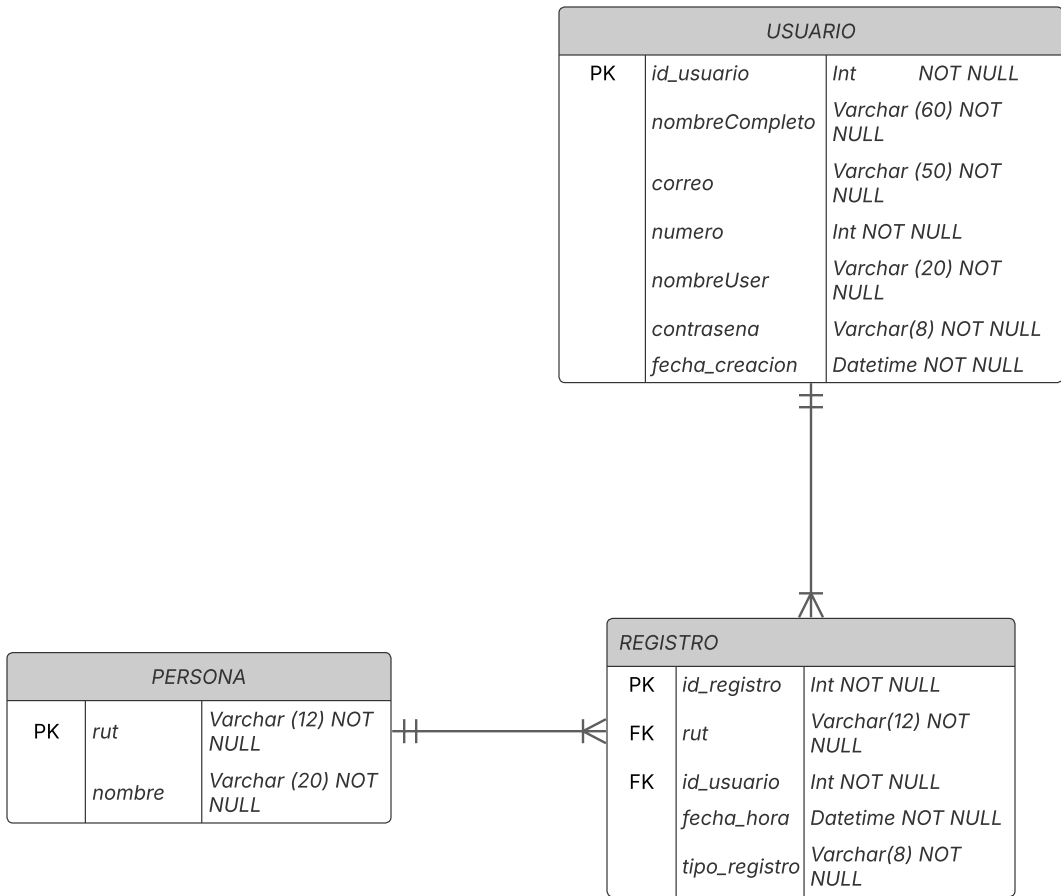 USUARIO
PK id_usuario Int NOT NULL
nombreCompleto Varchar (60) NOT
NULL
correo Varchar (50) NOT
NULL
numero Int NOT NULL
nombreUser Varchar (20) NOT
NULL
contrasena Varchar(8) NOT NULL
fecha_creacion Datetime NOT NULL
PERSONA
PK rut Varchar (12) NOT
NULL
nombre Varchar (20) NOT
NULL
REGISTRO
PK id_registro Int NOT NULL
FK rut Varchar(12) NOT
NULL
FK id_usuario Int NOT NULL
fecha_hora Datetime NOT NULL
tipo_registro Varchar(8) NOT
NULL